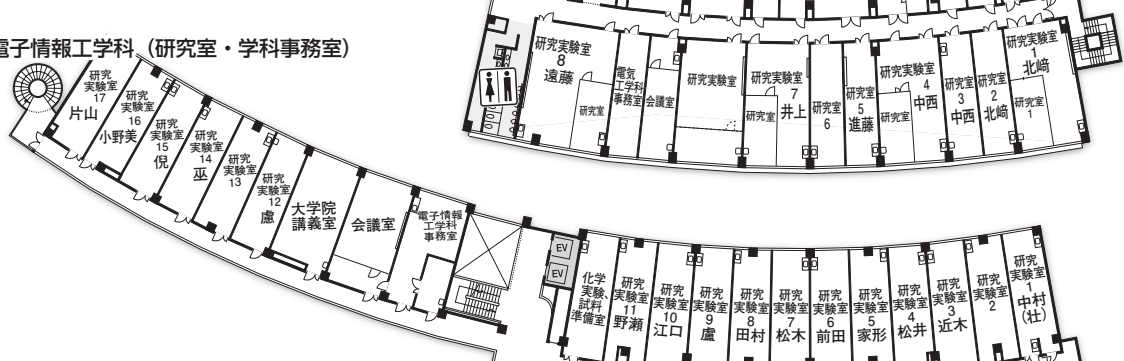 電子情報工学科（研究室・学科事務室）
研究
実験室
17
片山
研究
実験室
16
小野美
研究
実験室
15
倪
研究
実験室
14
巫
研究
実験室
13
研究
実験室
12
盧
大学院
講義室
会議室
電子情報
工学科
事務室
研究実験室
8
遠藤
研究室
電気
工学科
事務室
会議室
研究実験室
研究実験室
7
井上
研究室
研究室
6
研究室
5
進藤
研究実験室
4
中西
研究室
研究室
3
中西
研究室
2
北﨑
研究実験室
1
北﨑
研究室
1
EV
EV
化学
実験、
試料
準備室
研究
実験室
11
野瀬
研究
実験室
10
江口
研究
実験室
9
盧
研究
実験室
8
田村
研究
実験室
7
松木
研究
実験室
6
前田
研究
実験室
5
家形
研究
実験室
4
松井
研究
実験室
3
近木
研究
実験室
2
研究
実験室
1
中村
（壮）